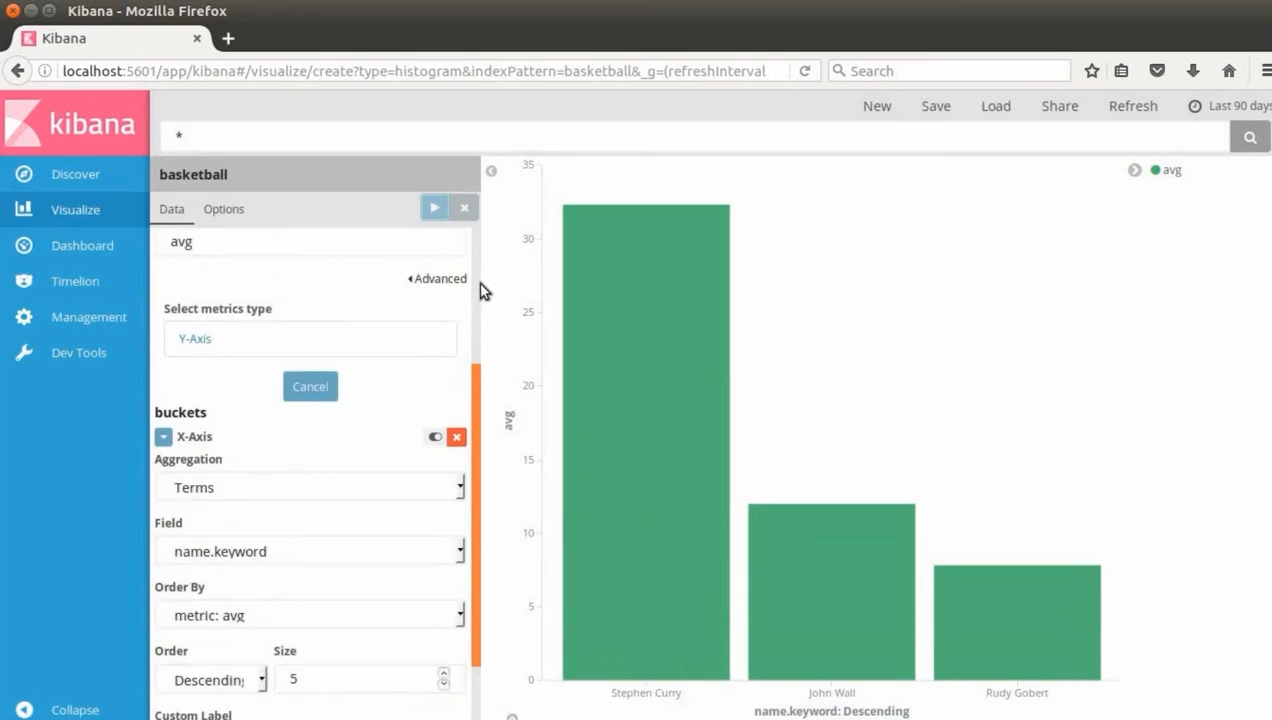 Kibana - Mozilla Firefox
Kibana
localhost:5601/app/kibana#/visualize/create?type=histogram&indexPattern=basketball&_g=(refreshInterval
Search
kibana
New Save Load Share Refresh Last 90 days
*
Discover
Visualize
Dashboard
Timelion
Management
Dev Tools
Collapse
basketball
Data Options
avg
Advanced
Select metrics type
Y-Axis
Cancel
buckets
X-Axis
Aggregation
Terms
Field
name.keyword
Order By
metric: avg
Order Size
Descending 5
Custom Label
avg
35
30
25
20
15
10
5
0
avg
Stephen Curry John Wall Rudy Gobert
name.keyword: Descending